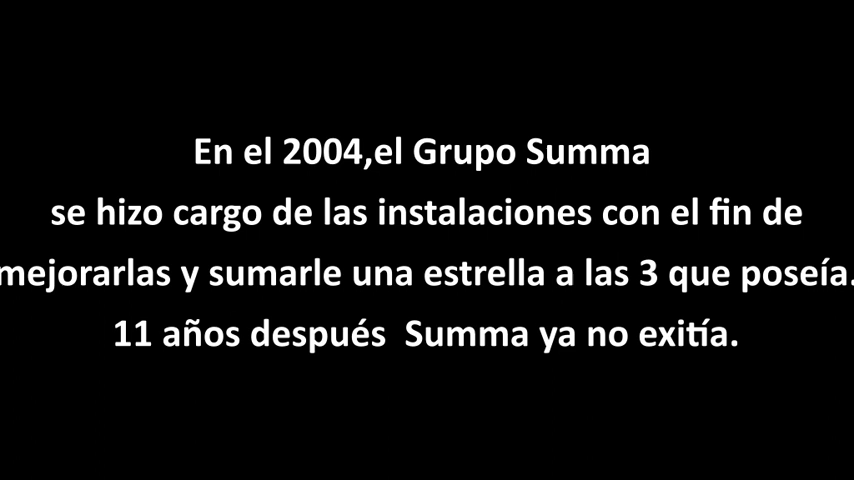 En el 2004,el Grupo Summa
se hizo cargo de las instalaciones con el fin de
mejorarlas y sumarle una estrella a las 3 que poseía.
11 años después  Summa ya no exitía.